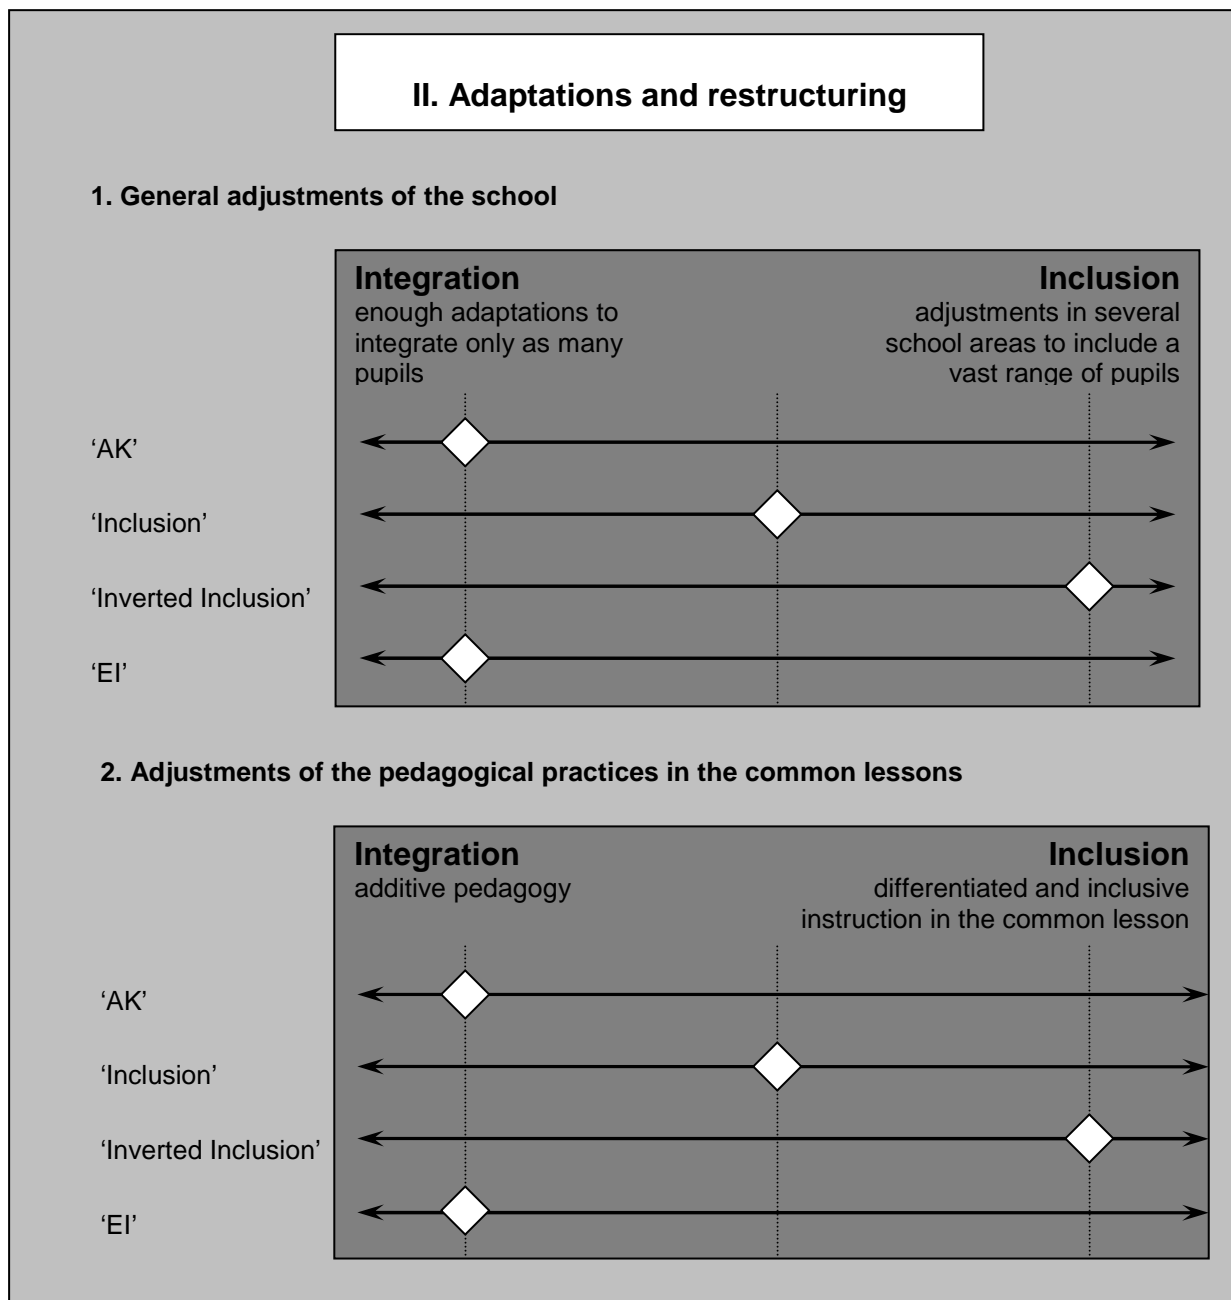 II. Adaptations and restructuring
1. General adjustments of the school
Integration
enough adaptations to
integrate only as many
pupils
Inclusion
adjustments in several
school areas to include a
vast range of pupils
‘AK’
‘Inclusion’
‘Inverted Inclusion’
‘EI’
2. Adjustments of the pedagogical practices in the common lessons
Integration
additive pedagogy
Inclusion
differentiated and inclusive
instruction in the common lesson
‘AK’
‘Inclusion’
‘Inverted Inclusion’
‘EI’